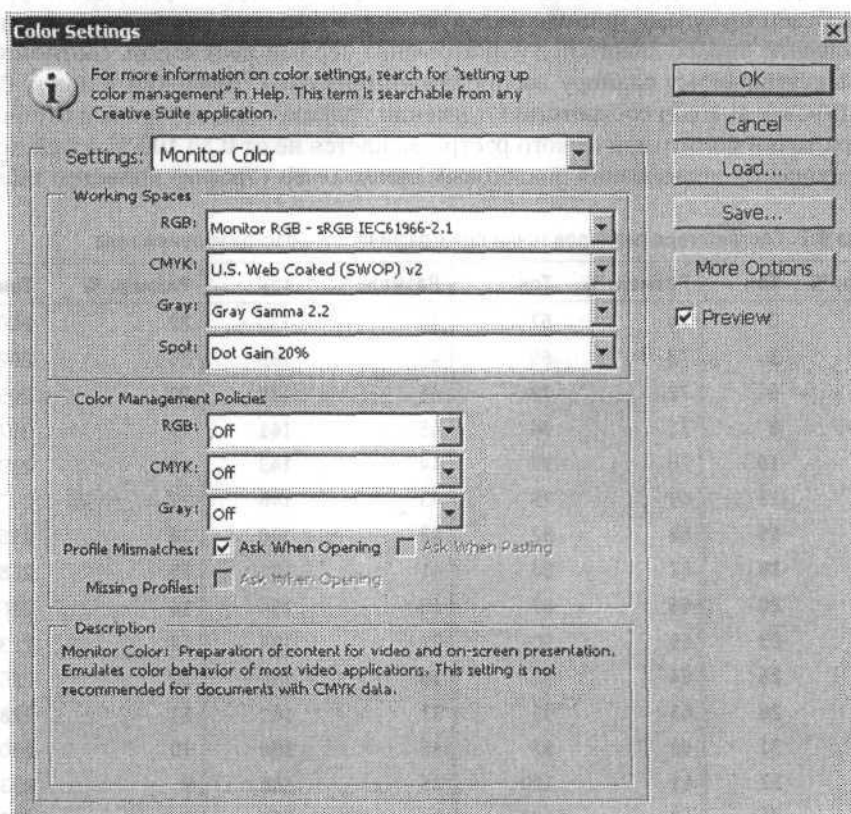 Color Settings
For more information on color settings, search for "setting up
color management" in Help. This term is searchable from any
Creative Suite application.
Settings: Monitor Color
Working Spaces
RGB: Monitor RGB - sRGB IEC61966-2.1
CMYK: U.S. Web Coated (SWOP) v2
Gray: Gray Gamma 2.2
Spot: Dot Gain 20%
Color Management Policies
RGB: Off
CMYK: Off
Gray: Off
Profile Mismatches: Ask When Opening Ask When Pasting
Missing Profiles: Ask When Opening
Description
Monitor Color: Preparation of content for video and on-screen presentation.
Emulates color behavior of most video applications. This setting is not
recommended for documents with CMYK data.
OK
Cancel
Load...
Save...
More Options
Preview